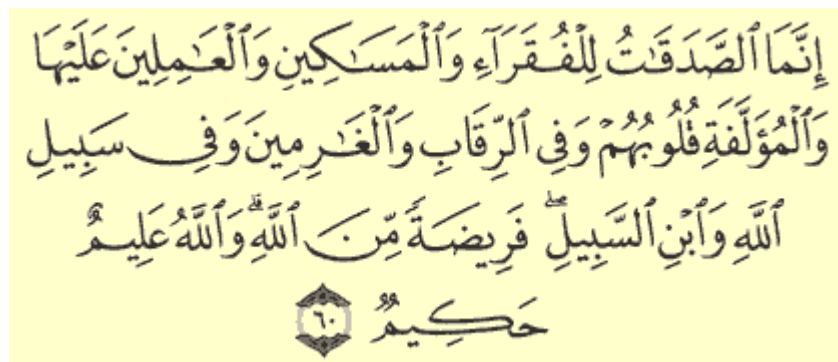 إِنَّمَا ٱلصَّدَقَٰتُ لِلْفُقَرَآءِ وَٱلْمَسَٰكِينِ وَٱلْعَٰمِلِينَ عَلَيْهَا
وَٱلْمُؤَلَّفَةِ قُلُوبُهُمْ وَفِى ٱلرِّقَابِ وَٱلْغَٰرِمِينَ وَفِى سَبِيلِ
ٱللَّهِ وَٱبْنِ ٱلسَّبِيلِ ۖ فَرِيضَةً مِّنَ ٱللَّهِ ۗ وَٱللَّهُ عَلِيمٌ
حَكِيمٌ ٦٠